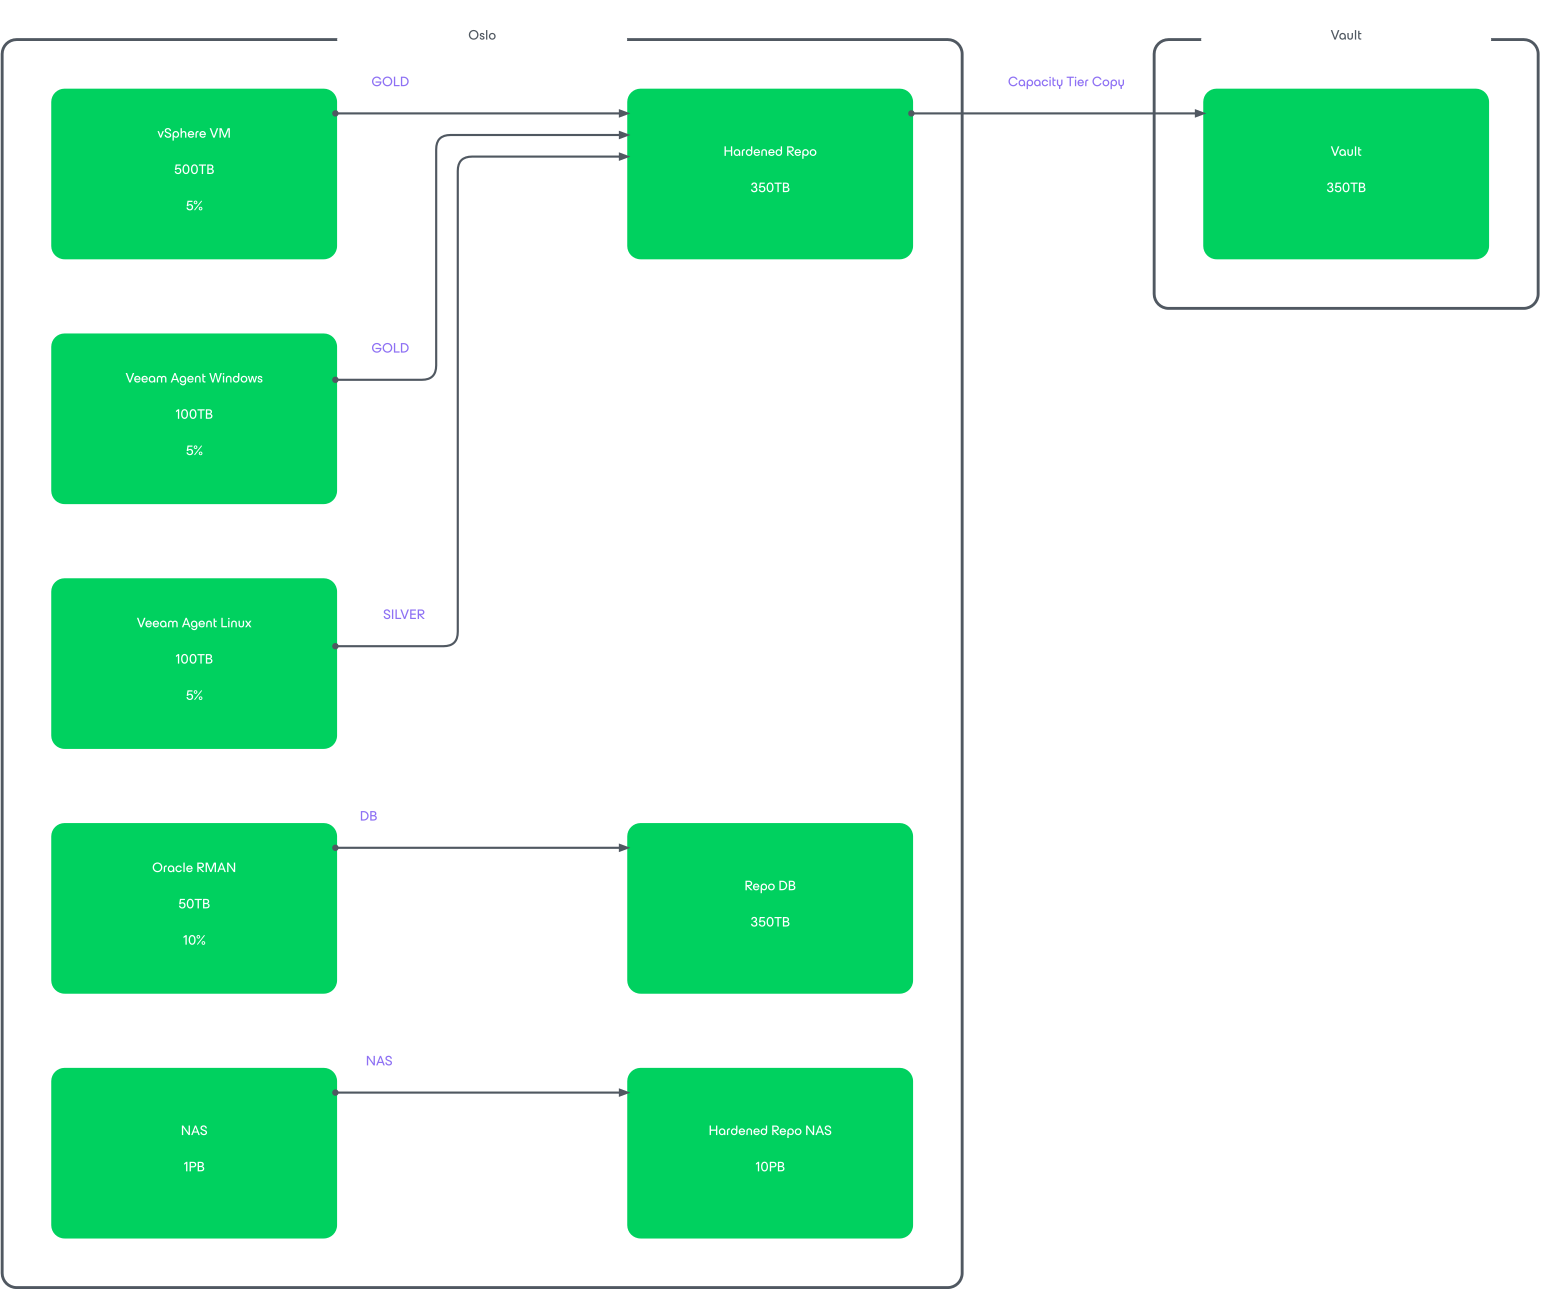 Oslo
Vault
GOLD
Capacity Tier Copy
vSphere VM
500TB
5%
Hardened Repo
350TB
Vault
350TB
GOLD
Veeam Agent Windows
100TB
5%
SILVER
Veeam Agent Linux
100TB
5%
DB
Oracle RMAN
50TB
10%
Repo DB
350TB
NAS
NAS
1PB
Hardened Repo NAS
10PB